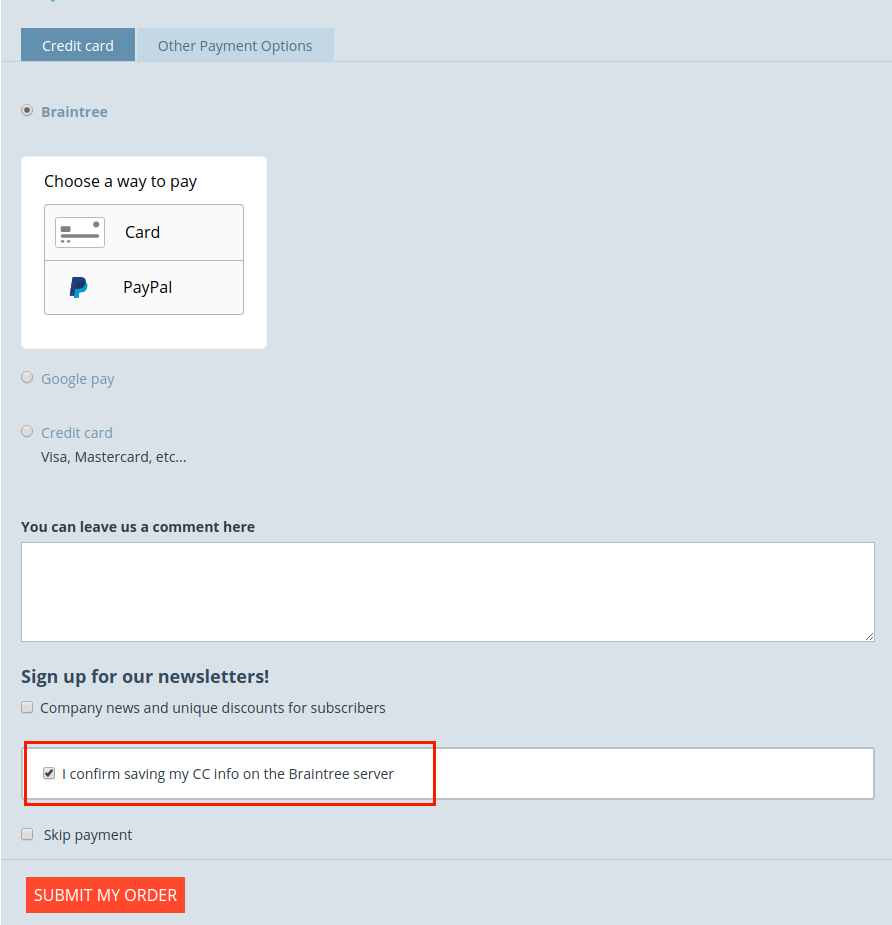 Credit card
Other Payment Options
Braintree
Choose a way to pay
Card
PayPal
Google pay
Credit card
Visa, Mastercard, etc...
You can leave us a comment here
Sign up for our newsletters!
Company news and unique discounts for subscribers
I confirm saving my CC info on the Braintree server
Skip payment
SUBMIT MY ORDER